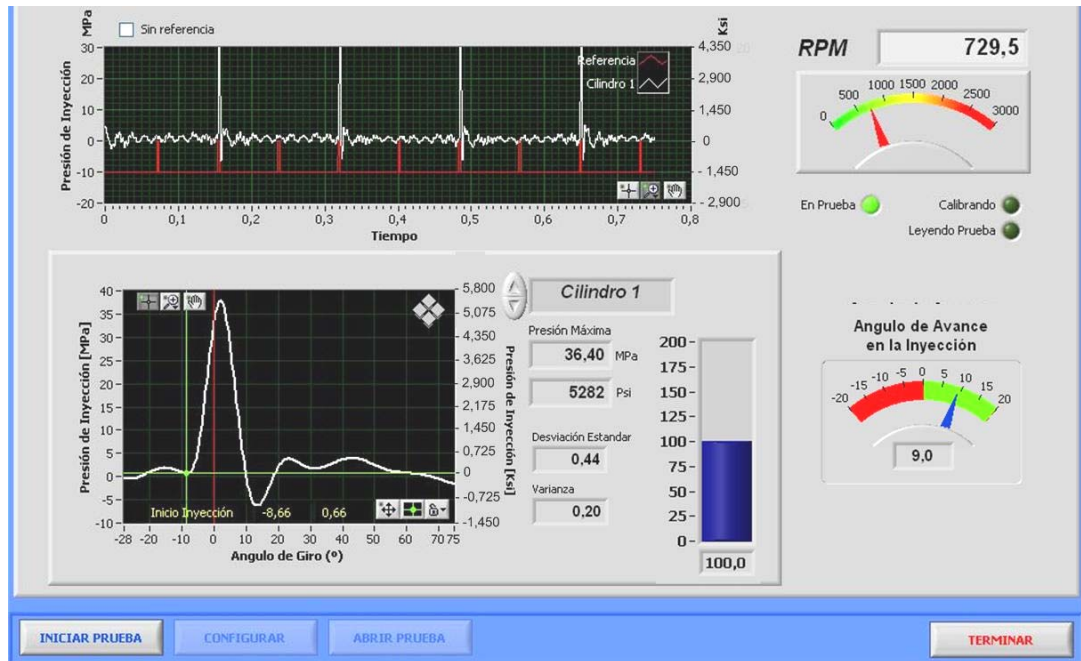 MPa
Sin referencia
Ksi
Presión de Inyección
30
20
10
0
-10
-20
4,350
2,900
1,450
0
- 1,450
- 2,900
Referencia
Cilindro 1
0 0,1 0,2 0,3 0,4 0,5 0,6 0,7 0,8
Tiempo
RPM 729,5
0 500 1000 1500 2000 2500 3000
En Prueba
Calibrando
Leyendo Prueba
Presión de Inyección [MPa]
40
35
30
25
20
15
10
5
0
-5
-10
Inicio Inyección -8,66 0,66
-28 -20 -10 0 10 20 30 40 50 60 70 75
Angulo de Giro (º)
5,800
5,075
4,350
3,625
2,900
2,175
1,450
0,725
0
-0,725
-1,450
Presión de Inyección [Ksi]
Cilindro 1
Presión Máxima
36,40 MPa
5282 Psi
Desviación Estandar
0,44
Varianza
0,20
200
175
150
125
100
75
50
25
0
100,0
Angulo de Avance
en la Inyección
-20 -15 -10 -5 0 5 10 15 20
9,0
INICIAR PRUEBA
CONFIGURAR
ABRIR PRUEBA
TERMINAR